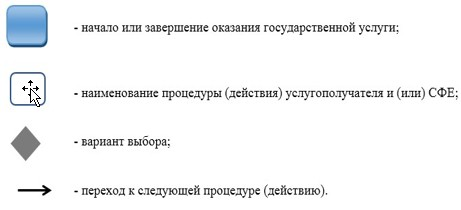 - начало или завершение оказания государственной услуги;
- наименование процедуры (действия) услугополучателя и (или) СФЕ;
- вариант выбора;
- переход к следующей процедуре (действию).